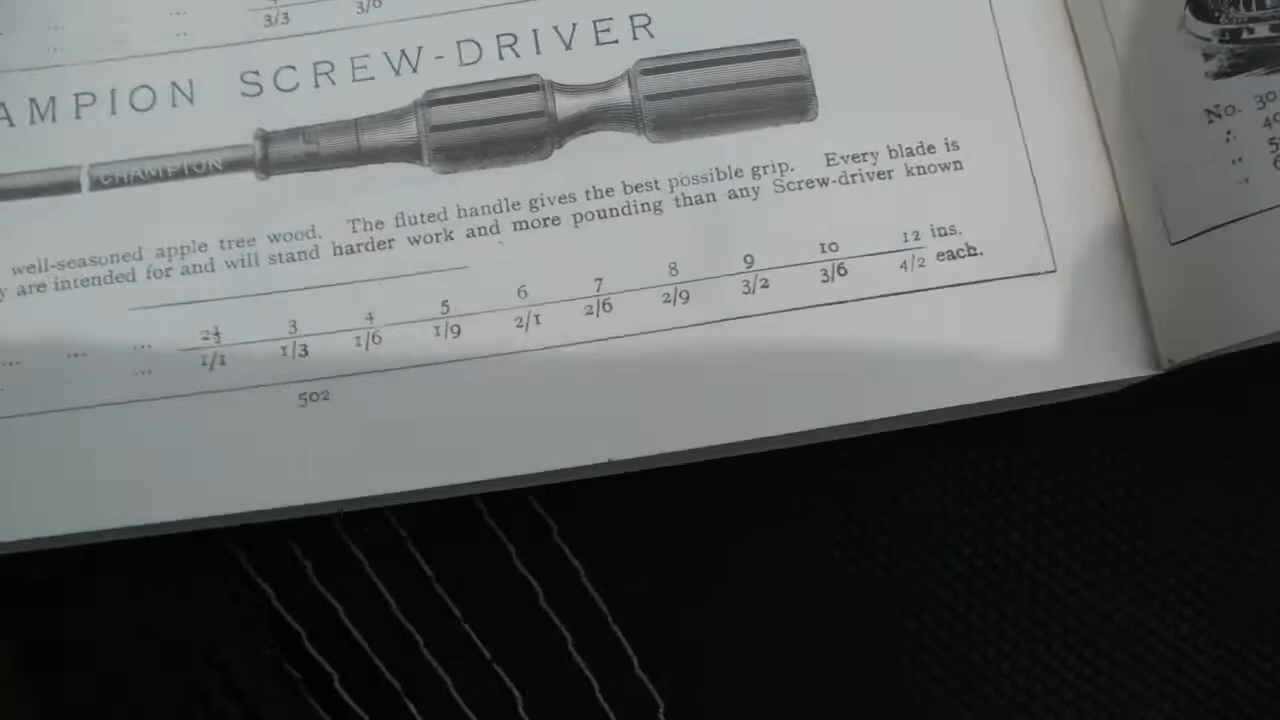 3/3 3/6
AMPION SCREW-DRIVER
CHAMPION
well-seasoned apple tree wood. The fluted handle gives the best possible grip. Every blade is
y are intended for and will stand harder work and more pounding than any Screw-driver known
... ... ... 2½ 3 4 5 6 7 8 9 10 12 ins.
... 1/1 1/3 1/6 1/9 2/1 2/6 2/9 3/2 3/6 4/2 each.
502
No. 30